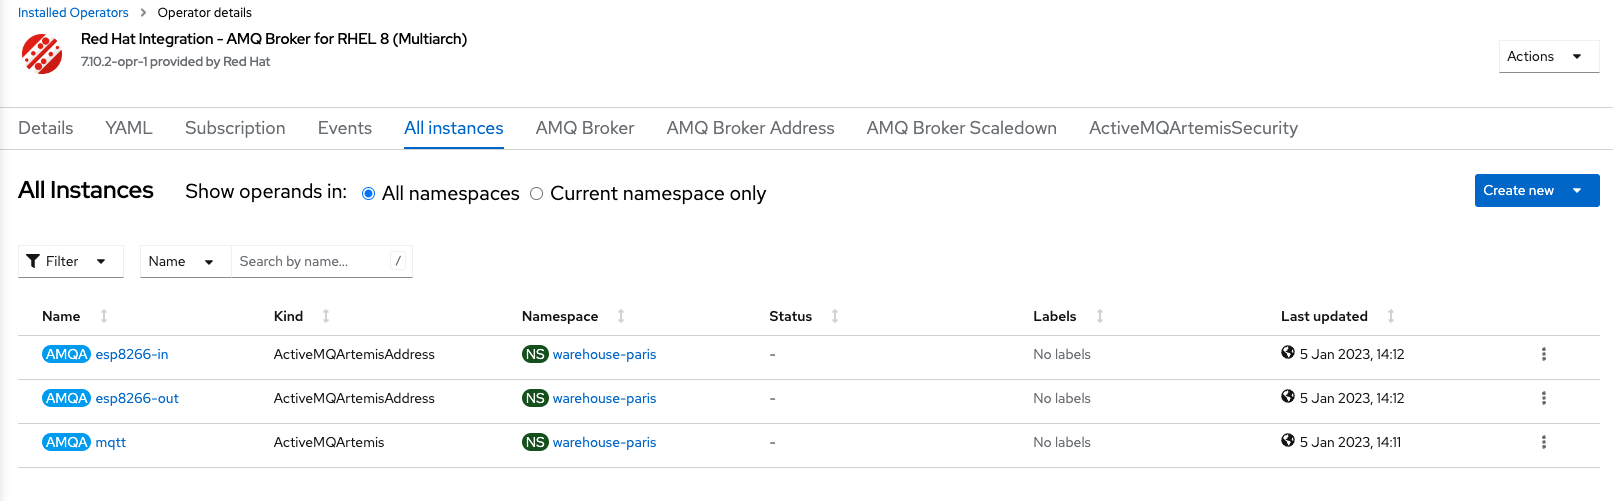 Installed Operators > Operator details
Red Hat Integration - AMQ Broker for RHEL 8 (Multiarch)
7.10.2-opr-1 provided by Red Hat
Actions
Details YAML Subscription Events All instances AMQ Broker AMQ Broker Address AMQ Broker Scaledown ActiveMQArtemisSecurity
All Instances Show operands in: All namespaces Current namespace only Create new
Filter Name Search by name... /
Name Kind Namespace Status Labels Last updated
AMQA esp8266-in ActiveMQArtemisAddress NS warehouse-paris - No labels 5 Jan 2023, 14:12
AMQA esp8266-out ActiveMQArtemisAddress NS warehouse-paris - No labels 5 Jan 2023, 14:12
AMQA mqtt ActiveMQArtemis NS warehouse-paris - No labels 5 Jan 2023, 14:11